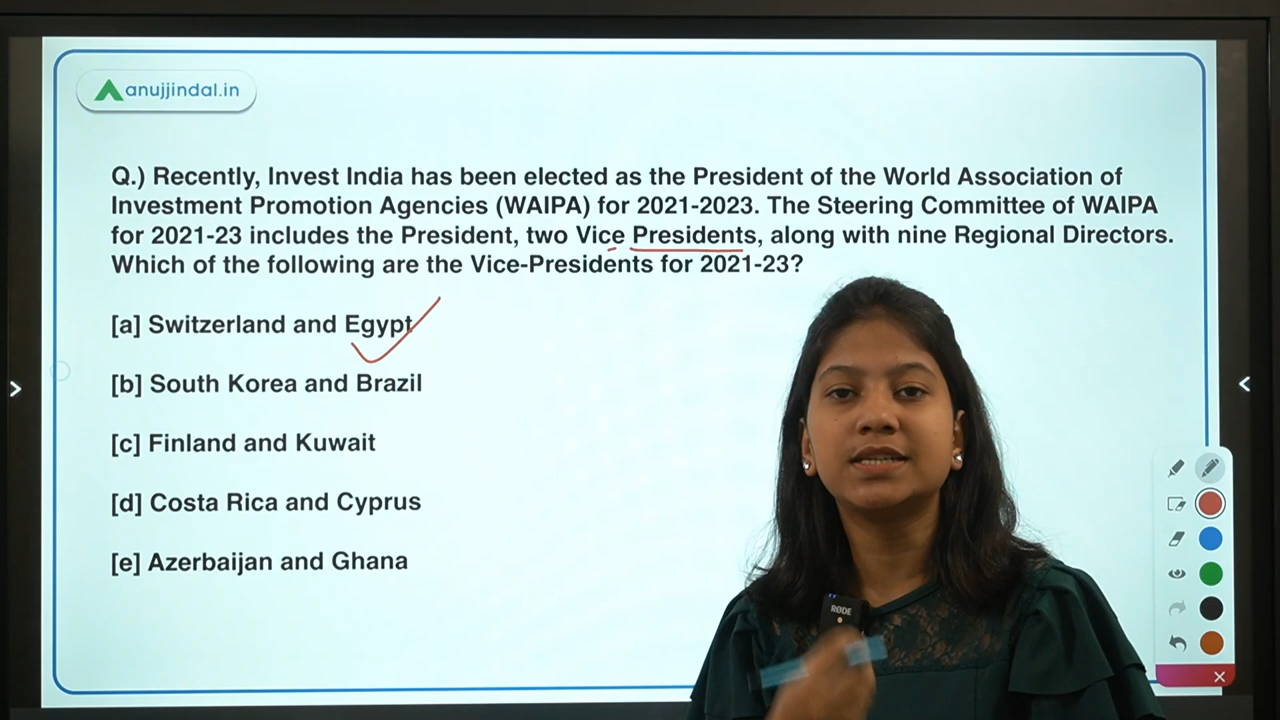 anujjindal.in
Q.) Recently, Invest India has been elected as the President of the World Association of
Investment Promotion Agencies (WAIPA) for 2021-2023. The Steering Committee of WAIPA
for 2021-23 includes the President, two Vice Presidents, along with nine Regional Directors.
Which of the following are the Vice-Presidents for 2021-23?
[a] Switzerland and Egypt
[b] South Korea and Brazil
[c] Finland and Kuwait
[d] Costa Rica and Cyprus
[e] Azerbaijan and Ghana
RØDE